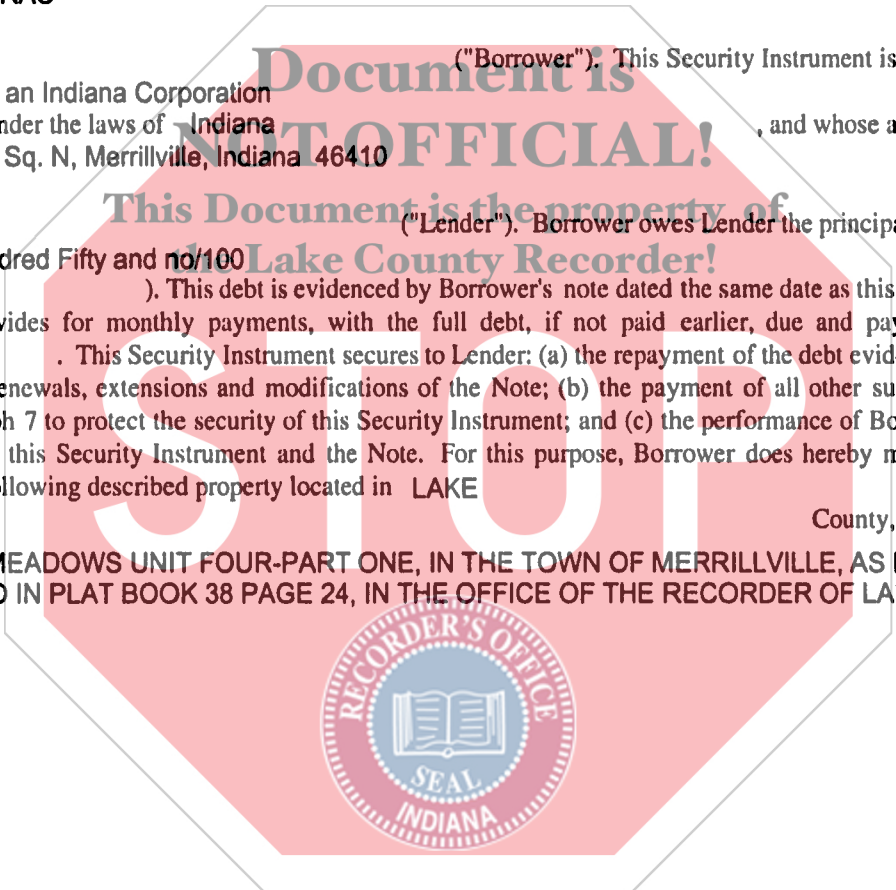 ("Borrower"). This Security Instrument is
Document is
an Indiana Corporation
nder the laws of Indiana , and whose a
NOT OFFICIAL!
Sq. N, Merrillville, Indiana 46410
This Document is the property of
("Lender"). Borrower owes Lender the principa
the Lake County Recorder!
dred Fifty and no/100
). This debt is evidenced by Borrower's note dated the same date as this
vides for monthly payments, with the full debt, if not paid earlier, due and pay
. This Security Instrument secures to Lender: (a) the repayment of the debt evid
enewals, extensions and modifications of the Note; (b) the payment of all other su
h 7 to protect the security of this Security Instrument; and (c) the performance of Bo
this Security Instrument and the Note. For this purpose, Borrower does hereby m
llowing described property located in LAKE
STOP
County,
MEADOWS UNIT FOUR-PART ONE, IN THE TOWN OF MERRILLVILLE, AS
D IN PLAT BOOK 38 PAGE 24, IN THE OFFICE OF THE RECORDER OF LA
RECORDER'S OFFICE
SEAL
INDIANA